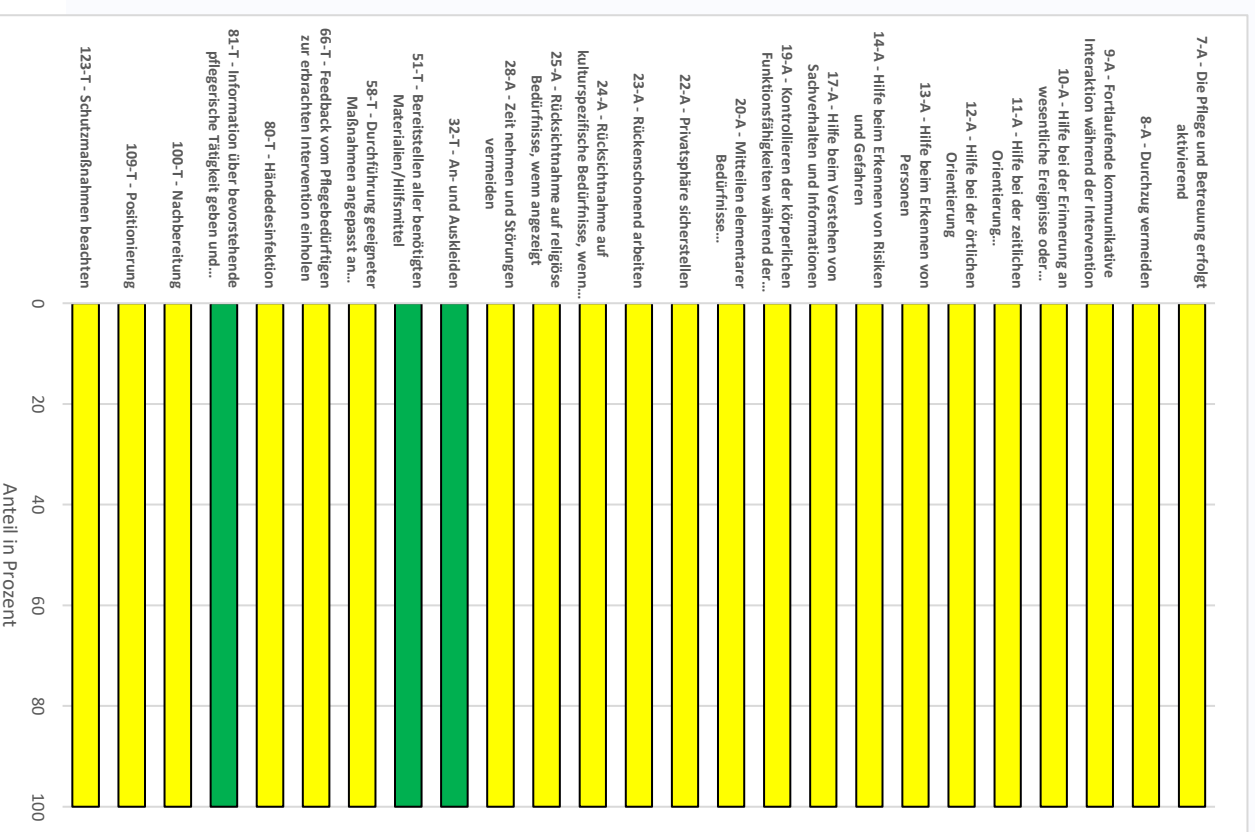 7-A - Die Pflege und Betreuung erfolgt
aktivierend
8-A - Durchzug vermeiden
9-A - Fortlaufende kommunikative
Interaktion während der Intervention
10-A - Hilfe bei der Erinnerung an
wesentliche Ereignisse oder...
11-A - Hilfe bei der zeitlichen
Orientierung...
12-A - Hilfe bei der örtlichen
Orientierung
13-A - Hilfe beim Erkennen von
Personen
14-A - Hilfe beim Erkennen von Risiken
und Gefahren
17-A - Hilfe beim Verstehen von
Sachverhalten und Informationen
19-A - Kontrollieren der körperlichen
Funktionsfähigkeiten während der...
20-A - Mitteilen elementarer
Bedürfnisse...
22-A - Privatsphäre sicherstellen
23-A - Rückenschonend arbeiten
24-A - Rücksichtnahme auf
kulturspezifische Bedürfnisse, wenn...
25-A - Rücksichtnahme auf religiöse
Bedürfnisse, wenn angezeigt
28-A - Zeit nehmen und Störungen
vermeiden
32-T - An- und Auskleiden
51-T - Bereitstellen aller benötigten
Materialien/Hilfsmittel
58-T - Durchführung geeigneter
Maßnahmen angepasst an...
66-T - Feedback vom Pflegebedürftigen
zur erbrachten Intervention einholen
80-T - Händedesinfektion
81-T - Information über bevorstehende
pflegerische Tätigkeit geben und...
100-T - Nachbereitung
109-T - Positionierung
123-T - Schutzmaßnahmen beachten
0
20
40
60
80
100
Anteil in Prozent